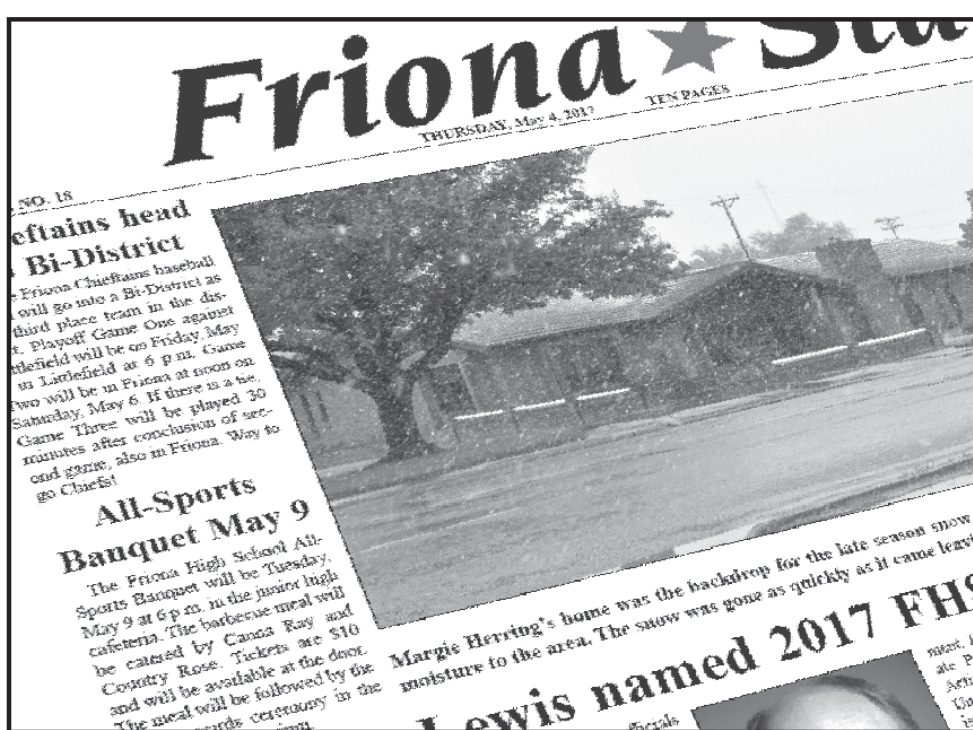 Friona
THURSDAY, May 4, 2017 TEN PAGES
NO. 18
eftains head
Bi-District
Friona Chieftains baseball
will go into a Bi-District as
third place team in the dis-
Playoff Game One against
ttlefield will be on Friday, May
in Littlefield at 6 p.m. Game
Two will be in Friona at noon on
Saturday, May 6. If there is a tie,
Game Three will be played 30
minutes after conclusion of sec-
ond game, also in Friona. Way to
go Chiefs!
All-Sports
Banquet May 9
The Friona High School All-
Sports Banquet will be Tuesday,
May 9 at 6 p.m. in the junior high
cafeteria. The barbecue meal will
be catered by Canna Ray and
Country Rose. Tickets are $10
and will be available at the door.
The meal will be followed by the
ceremony in the
Margie Herring's home was the backdrop for the late season snow
moisture to the area. The snow was gone as quickly as it came leavi
Lewis named 2017 FHS